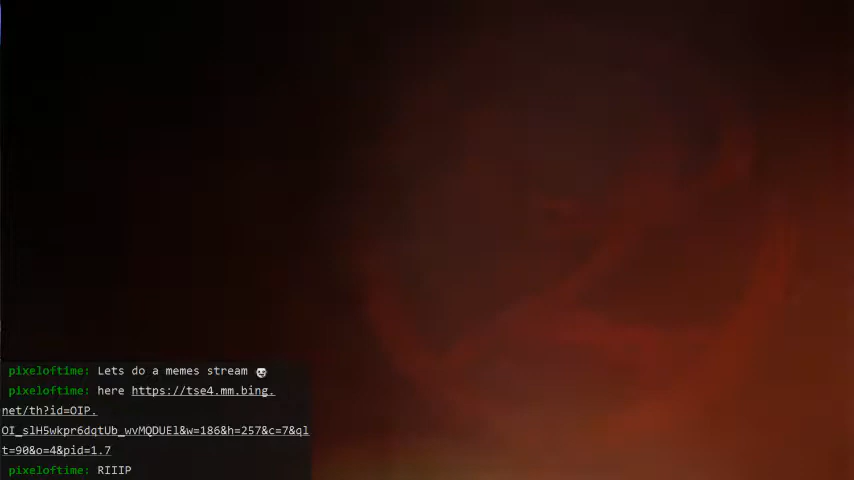 pixeloftime: Lets do a memes stream
pixeloftime: here https://tse4.mm.bing.
net/th?id=OIP.
OI_slH5wkpr6dqtUb_wvMQDUEl&w=186&h=257&c=7&ql
t=90&o=4&pid=1.7
pixeloftime: RIIIP